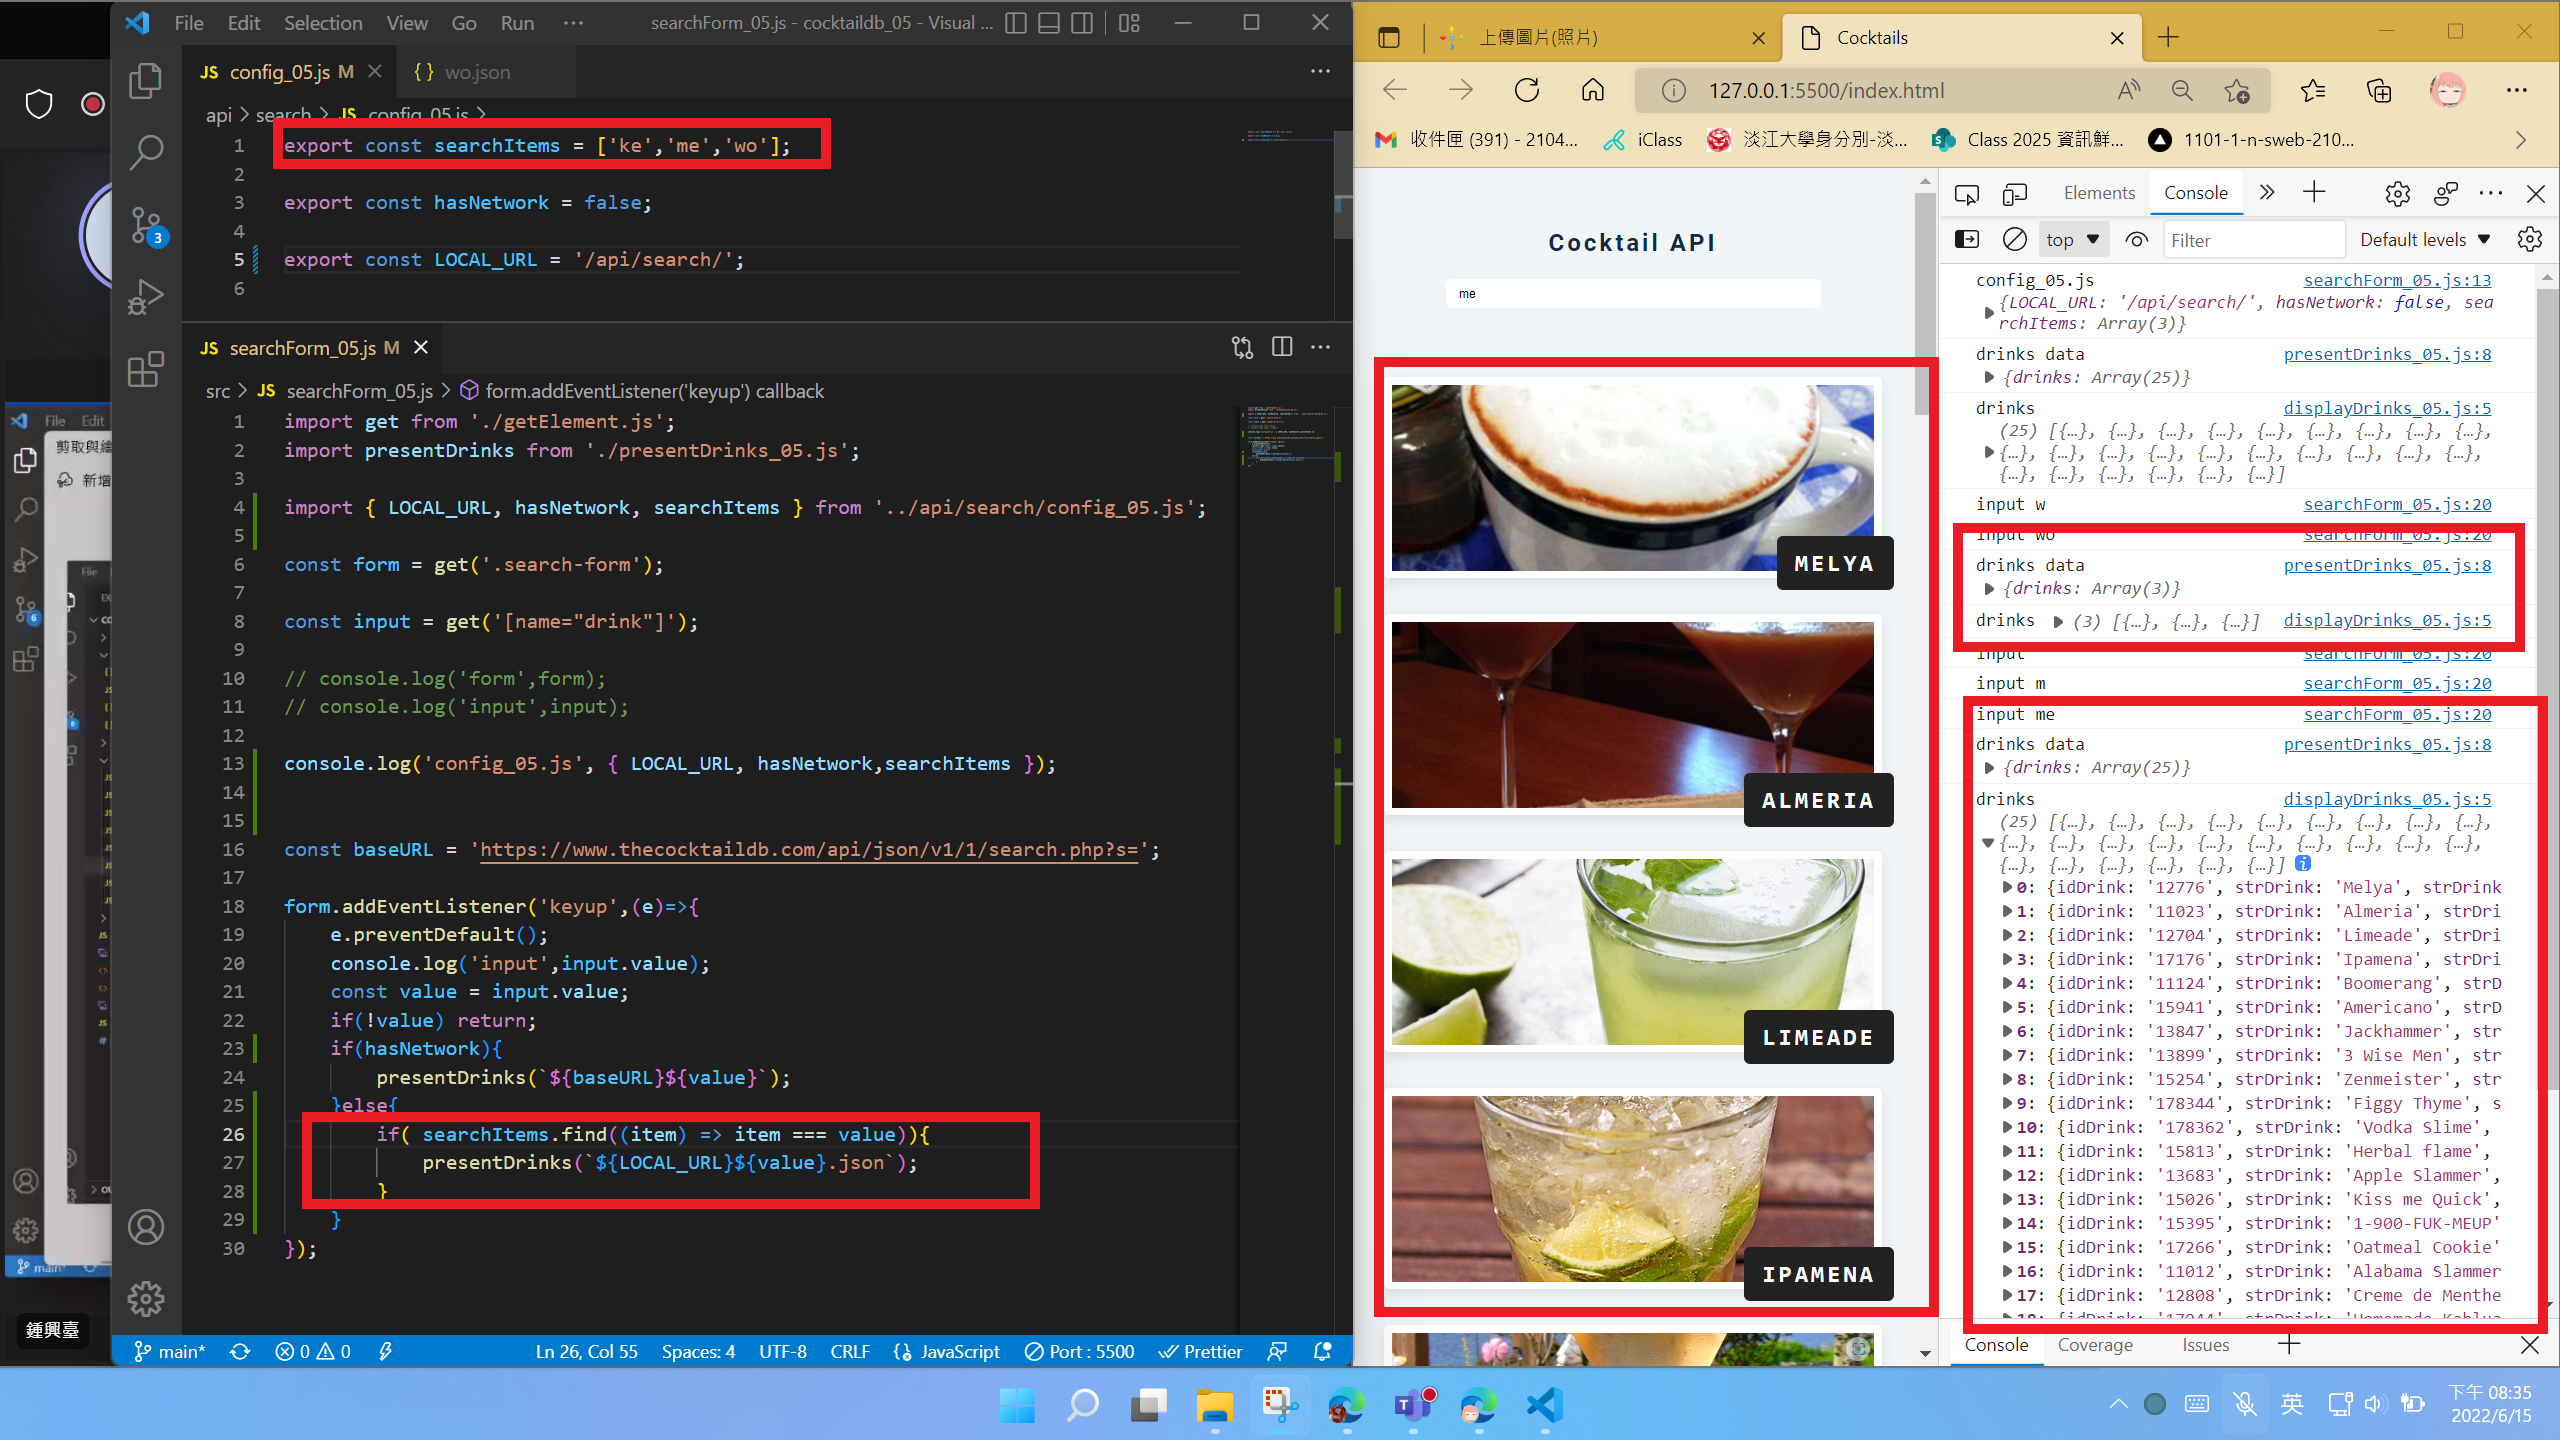 File Edit Selection View Go Run ··· searchForm_05.js - cocktaildb_05 - Visual ...
JS config_05.js M
{} wo.json
api > search > JS config_05.js >
1 export const searchItems = ['ke','me','wo'];
2
3 export const hasNetwork = false;
4
5 export const LOCAL_URL = '/api/search/';
6
JS searchForm_05.js M
src > JS searchForm_05.js > form.addEventListener('keyup') callback
1 import get from './getElement.js';
2 import presentDrinks from './presentDrinks_05.js';
3
4 import { LOCAL_URL, hasNetwork, searchItems } from '../api/search/config_05.js';
5
6 const form = get('.search-form');
7
8 const input = get('[name="drink"]');
9
10 // console.log('form',form);
11 // console.log('input',input);
12
13 console.log('config_05.js', { LOCAL_URL, hasNetwork,searchItems });
14
15
16 const baseURL = 'https://www.thecocktaildb.com/api/json/v1/1/search.php?s=';
17
18 form.addEventListener('keyup',(e)=>{
19 e.preventDefault();
20 console.log('input',input.value);
21 const value = input.value;
22 if(!value) return;
23 if(hasNetwork){
24 presentDrinks(`${baseURL}${value}`);
25 }else{
26 if( searchItems.find((item) => item === value)){
27 presentDrinks(`${LOCAL_URL}${value}.json`);
28 }
29 }
30 });
3
main* 0 0 Ln 26, Col 55 Spaces: 4 UTF-8 CRLF {} JavaScript Port : 5500 Prettier
File Edit
剪取與繪
新增
File
6
main*
鍾興臺
上傳圖片(照片)
Cocktails
127.0.0.1:5500/index.html
收件匣 (391) - 2104...
iClass
淡江大學身分別-淡...
Class 2025 資訊鮮...
1101-1-n-sweb-210...
Cocktail API
me
MELYA
ALMERIA
LIMEADE
IPAMENA
Elements Console
top Filter Default levels
config_05.js searchForm_05.js:13
{LOCAL_URL: '/api/search/', hasNetwork: false, sea
rchItems: Array(3)}
drinks data presentDrinks_05.js:8
{drinks: Array(25)}
drinks displayDrinks_05.js:5
(25) [{…}, {…}, {…}, {…}, {…}, {…}, {…}, {…}, {…},
{…}, {…}, {…}, {…}, {…}, {…}, {…}, {…}, {…}, {…},
{…}, {…}, {…}, {…}, {…}, {…}]
input w searchForm_05.js:20
input wo searchForm_05.js:20
drinks data presentDrinks_05.js:8
{drinks: Array(3)}
drinks (3) [{…}, {…}, {…}] displayDrinks_05.js:5
input searchForm_05.js:20
input m searchForm_05.js:20
input me searchForm_05.js:20
drinks data presentDrinks_05.js:8
{drinks: Array(25)}
drinks displayDrinks_05.js:5
(25) [{…}, {…}, {…}, {…}, {…}, {…}, {…}, {…}, {…},
{…}, {…}, {…}, {…}, {…}, {…}, {…}, {…}, {…}, {…},
{…}, {…}, {…}, {…}, {…}, {…}] i
0: {idDrink: '12776', strDrink: 'Melya', strDrink
1: {idDrink: '11023', strDrink: 'Almeria', strDri
2: {idDrink: '12704', strDrink: 'Limeade', strDri
3: {idDrink: '17176', strDrink: 'Ipamena', strDri
4: {idDrink: '11124', strDrink: 'Boomerang', strD
5: {idDrink: '15941', strDrink: 'Americano', strD
6: {idDrink: '13847', strDrink: 'Jackhammer', str
7: {idDrink: '13899', strDrink: '3 Wise Men', str
8: {idDrink: '15254', strDrink: 'Zenmeister', str
9: {idDrink: '178344', strDrink: 'Figgy Thyme', s
10: {idDrink: '178362', strDrink: 'Vodka Slime',
11: {idDrink: '15813', strDrink: 'Herbal flame',
12: {idDrink: '13683', strDrink: 'Apple Slammer',
13: {idDrink: '15026', strDrink: 'Kiss me Quick',
14: {idDrink: '15395', strDrink: '1-900-FUK-MEUP'
15: {idDrink: '17266', strDrink: 'Oatmeal Cookie'
16: {idDrink: '11012', strDrink: 'Alabama Slammer
17: {idDrink: '12808', strDrink: 'Creme de Menthe
Console Coverage Issues
英
下午 08:35
2022/6/15